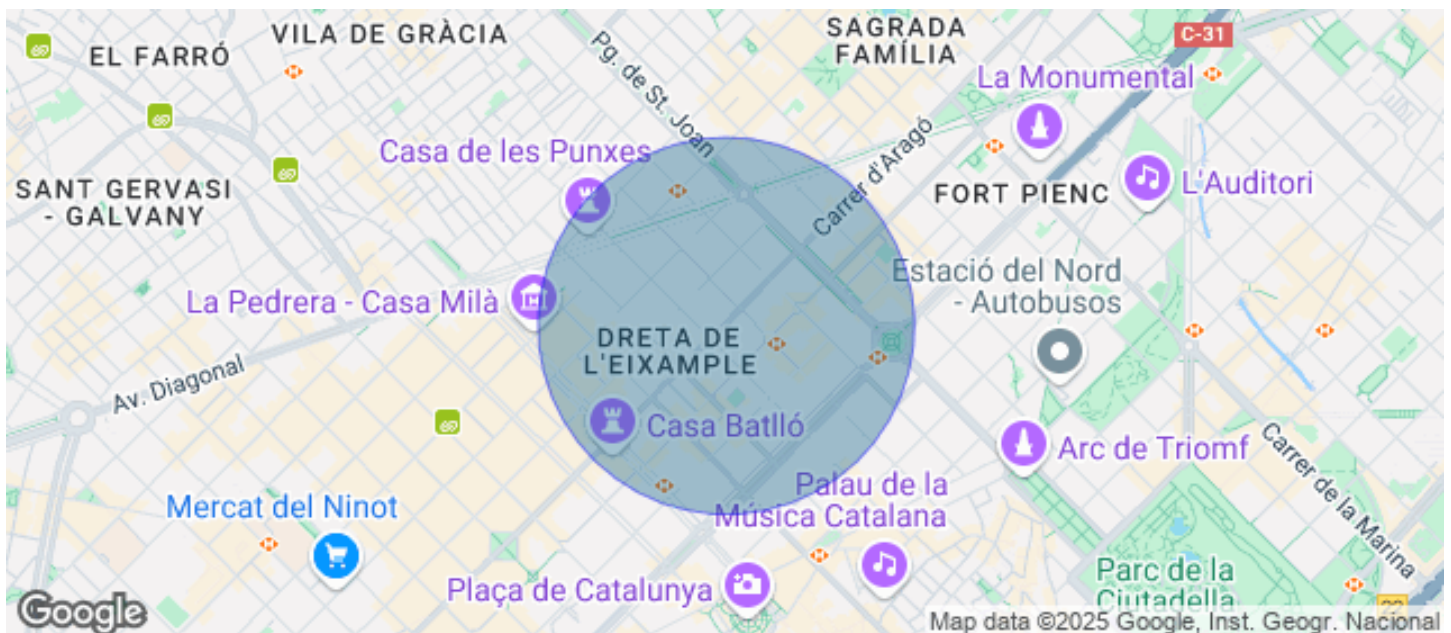 EL FARRÓ
VILA DE GRÀCIA
Pg. de St. Joan
SAGRADA
FAMÍLIA
C-31
La Monumental
Casa de les Punxes
Carrer d'Aragó
SANT GERVASI
- GALVANY
FORT PIENC
L'Auditori
La Pedrera - Casa Milà
Estació del Nord
- Autobusos
DRETA DE
L'EIXAMPLE
Av. Diagonal
Casa Batlló
Arc de Triomf
Carrer de la Marina
Mercat del Ninot
Palau de la
Música Catalana
Plaça de Catalunya
Parc de la
Ciutadella
Google
Map data ©2025 Google, Inst. Geogr. Nacional